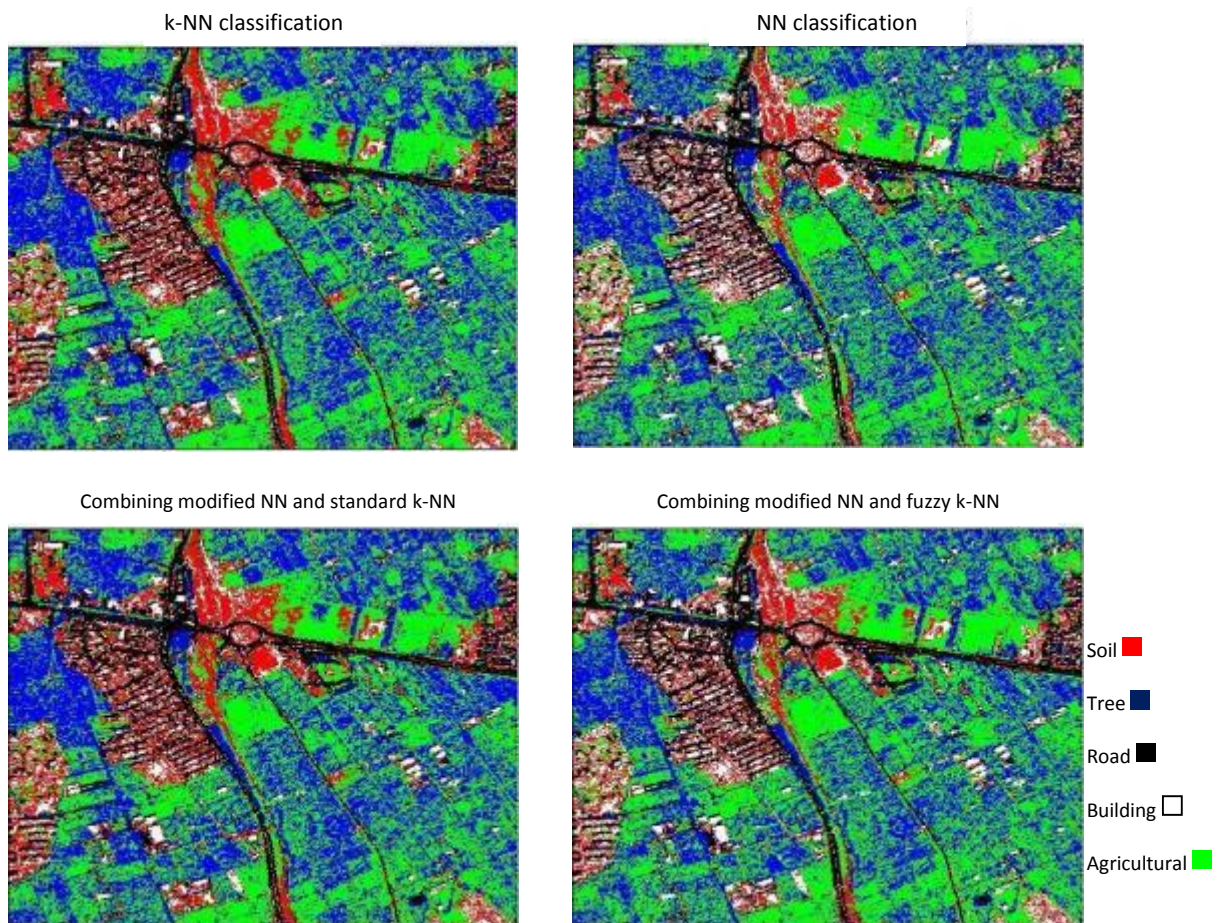 k-NN classification
NN classification
Combining modified NN and standard k-NN
Combining modified NN and fuzzy k-NN
Soil
Tree
Road
Building
Agricultural